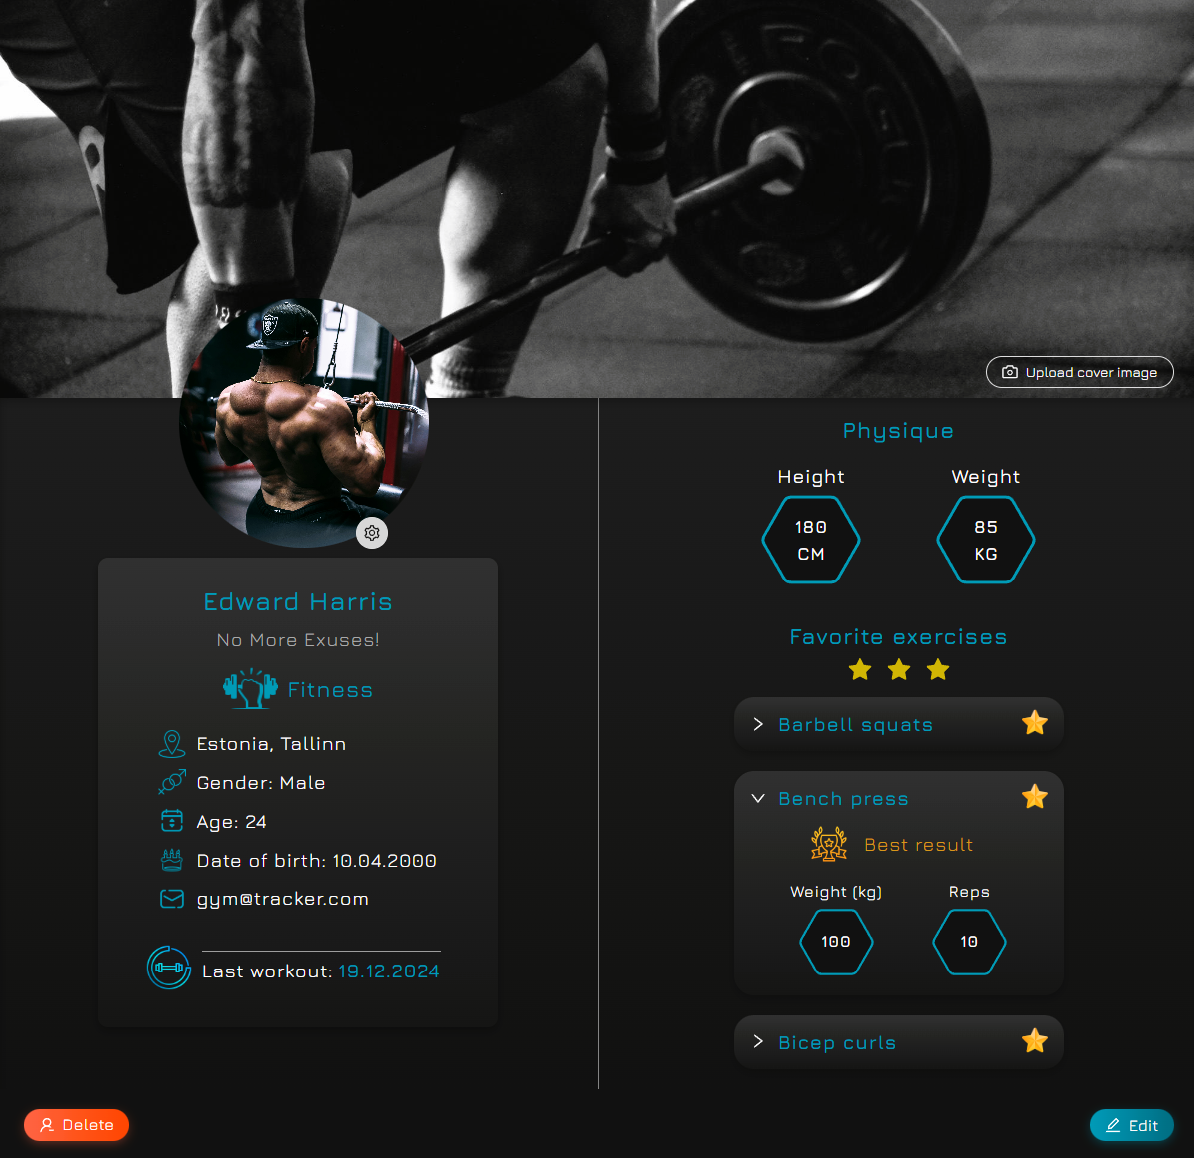 Upload cover image
Edward Harris
No More Exuses!
Fitness
Estonia, Tallinn
Gender: Male
Age: 24
Date of birth: 10.04.2000
gym@tracker.com
Last workout: 19.12.2024
Physique
Height Weight
180 85
CM KG
Favorite exercises
Barbell squats
Bench press
Best result
Weight (kg) Reps
100 10
Bicep curls
Delete
Edit